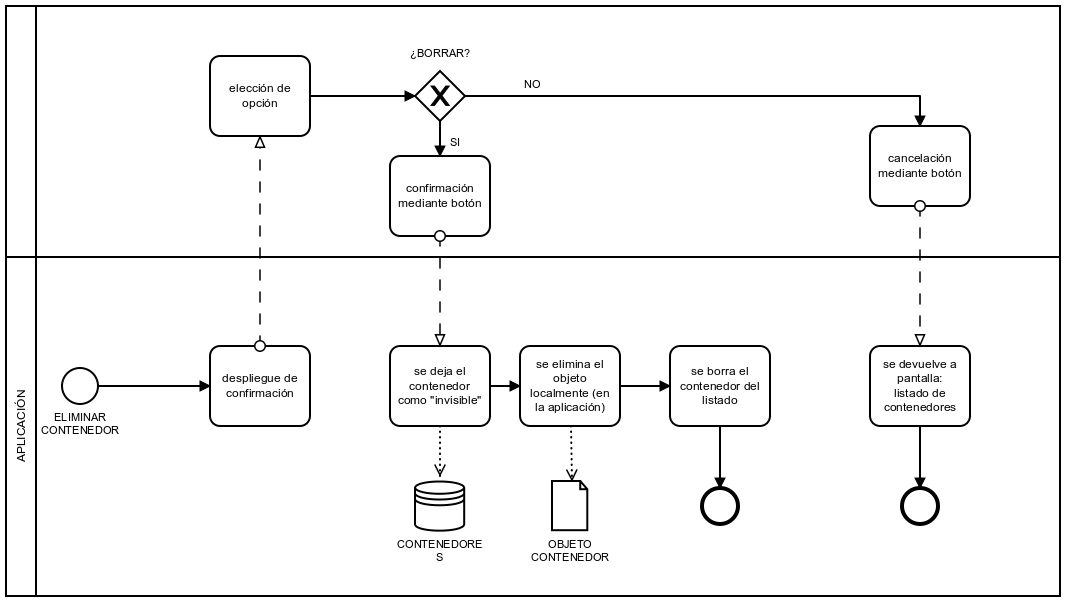 ¿BORRAR?
elección de
opción
NO
SI
confirmación
mediante botón
cancelación
mediante botón
APLICACIÓN
ELIMINAR
CONTENEDOR
despliegue de
confirmación
se deja el
contenedor
como "invisible"
se elimina el
objeto
localmente (en
la aplicación)
se borra el
contenedor del
listado
se devuelve a
pantalla:
listado de
contenedores
CONTENEDORE
S
OBJETO
CONTENEDOR